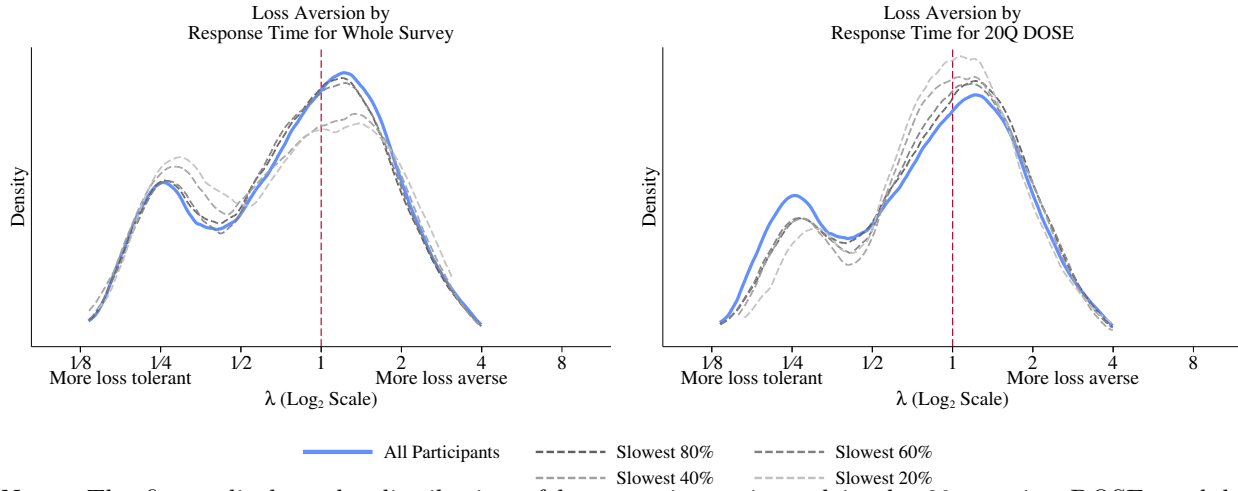 Loss Aversion by
Response Time for Whole Survey
Density
1/8 1/4 1/2 1 2 4 8
More loss tolerant More loss averse
λ (Log₂ Scale)
Loss Aversion by
Response Time for 20Q DOSE
Density
1/8 1/4 1/2 1 2 4 8
More loss tolerant More loss averse
λ (Log₂ Scale)
All Participants Slowest 80% Slowest 60%
Slowest 40% Slowest 20%